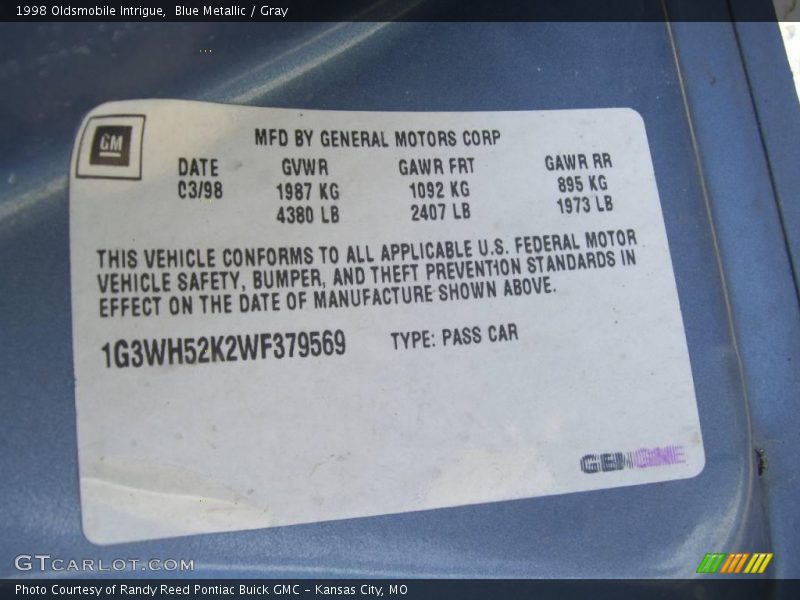 1998 Oldsmobile Intrigue, Blue Metallic / Gray
MFD BY GENERAL MOTORS CORP
GM
DATE GVWR GAWR FRT GAWR RR
03/98 1987 KG 1092 KG 895 KG
4380 LB 2407 LB 1973 LB
THIS VEHICLE CONFORMS TO ALL APPLICABLE U.S. FEDERAL MOTOR
VEHICLE SAFETY, BUMPER, AND THEFT PREVENTION STANDARDS IN
EFFECT ON THE DATE OF MANUFACTURE SHOWN ABOVE.
1G3WH52K2WF379569 TYPE: PASS CAR
GTCARLOT.COM
Photo Courtesy of Randy Reed Pontiac Buick GMC - Kansas City, MO